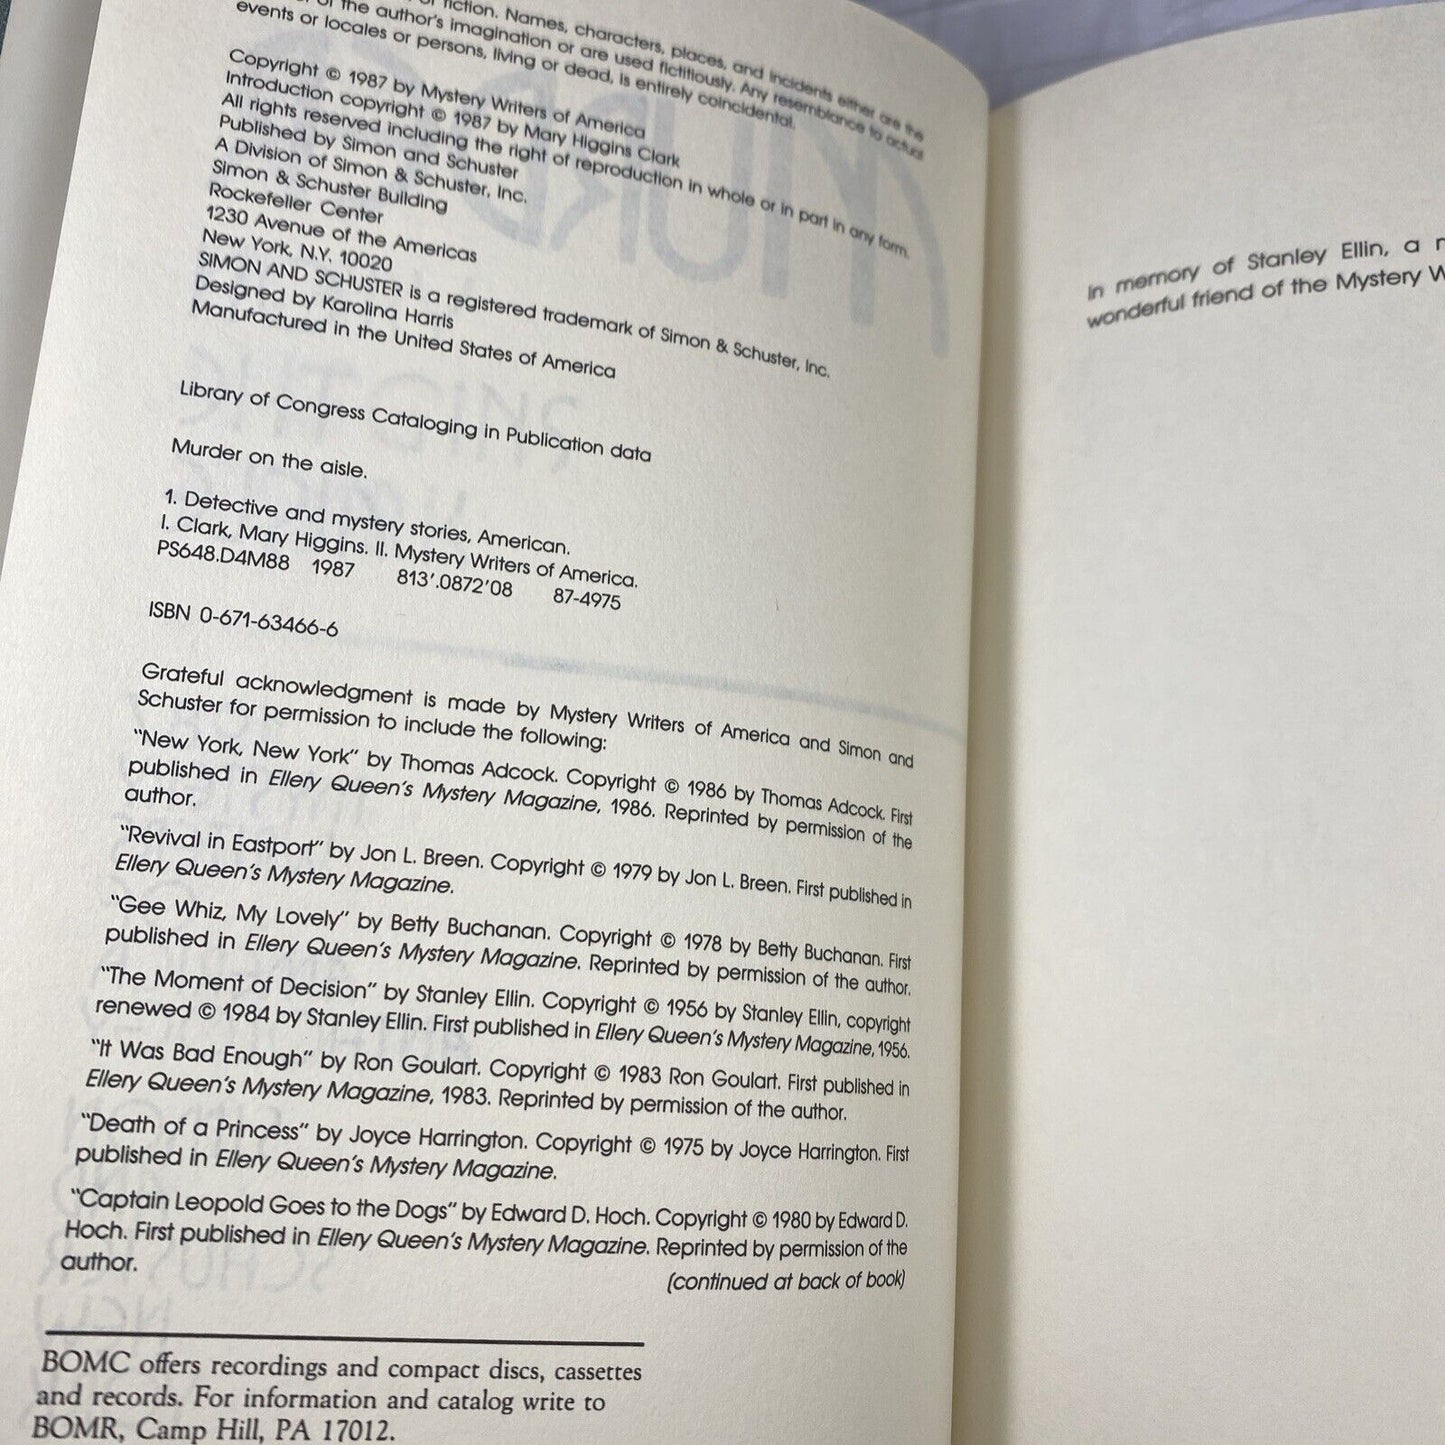 of fiction. Names, characters, places, and incidents either are the
of the author's imagination or are used fictitiously. Any resemblance to actual
events or locales or persons, living or dead, is entirely coincidental.
Copyright © 1987 by Mystery Writers of America
Introduction copyright © 1987 by Mary Higgins Clark
All rights reserved including the right of reproduction in whole or in part in any form.
Published by Simon and Schuster
A Division of Simon & Schuster, Inc.
Simon & Schuster Building
Rockefeller Center
1230 Avenue of the Americas
New York, N.Y. 10020
SIMON AND SCHUSTER is a registered trademark of Simon & Schuster, Inc.
Designed by Karolina Harris
Manufactured in the United States of America
Library of Congress Cataloging in Publication data
Murder on the aisle.
1. Detective and mystery stories, American.
I. Clark, Mary Higgins. II. Mystery Writers of America.
PS648.D4M88 1987 813'.0872'08 87-4975
ISBN 0-671-63466-6
Grateful acknowledgment is made by Mystery Writers of America and Simon and
Schuster for permission to include the following:
"New York, New York" by Thomas Adcock. Copyright © 1986 by Thomas Adcock. First
published in Ellery Queen's Mystery Magazine, 1986. Reprinted by permission of the
author.
"Revival in Eastport" by Jon L. Breen. Copyright © 1979 by Jon L. Breen. First published in
Ellery Queen's Mystery Magazine.
"Gee Whiz, My Lovely" by Betty Buchanan. Copyright © 1978 by Betty Buchanan. First
published in Ellery Queen's Mystery Magazine. Reprinted by permission of the author.
"The Moment of Decision" by Stanley Ellin. Copyright © 1956 by Stanley Ellin, copyright
renewed © 1984 by Stanley Ellin. First published in Ellery Queen's Mystery Magazine, 1956.
"It Was Bad Enough" by Ron Goulart. Copyright © 1983 Ron Goulart. First published in
Ellery Queen's Mystery Magazine, 1983. Reprinted by permission of the author.
"Death of a Princess" by Joyce Harrington. Copyright © 1975 by Joyce Harrington. First
published in Ellery Queen's Mystery Magazine.
"Captain Leopold Goes to the Dogs" by Edward D. Hoch. Copyright © 1980 by Edward D.
Hoch. First published in Ellery Queen's Mystery Magazine. Reprinted by permission of the
author.
(continued at back of book)
BOMC offers recordings and compact discs, cassettes
and records. For information and catalog write to
BOMR, Camp Hill, PA 17012.
In memory of Stanley Ellin, a
wonderful friend of the Mystery W